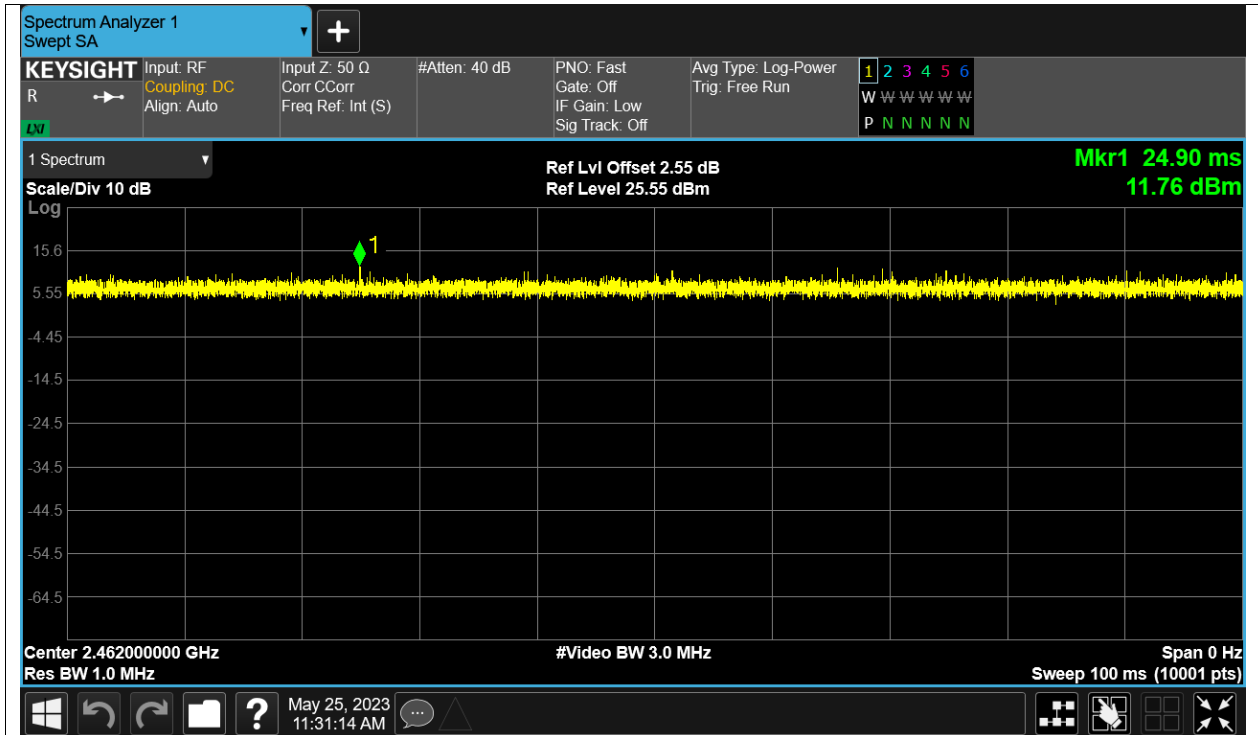 Spectrum Analyzer 1
Swept SA
+
KEYSIGHT
R
LXI
Input: RF
Coupling: DC
Align: Auto
Input Z: 50 Ω
Corr CCorr
Freq Ref: Int (S)
#Atten: 40 dB
PNO: Fast
Gate: Off
IF Gain: Low
Sig Track: Off
Avg Type: Log-Power
Trig: Free Run
1 2 3 4 5 6
W W W W W W
P N N N N N
1 Spectrum
Scale/Div 10 dB
Log
Ref Lvl Offset 2.55 dB
Ref Level 25.55 dBm
Mkr1 24.90 ms
11.76 dBm
1
15.6
5.55
-4.45
-14.5
-24.5
-34.5
-44.5
-54.5
-64.5
Center 2.462000000 GHz
Res BW 1.0 MHz
#Video BW 3.0 MHz
Span 0 Hz
Sweep 100 ms (10001 pts)
?
May 25, 2023
11:31:14 AM